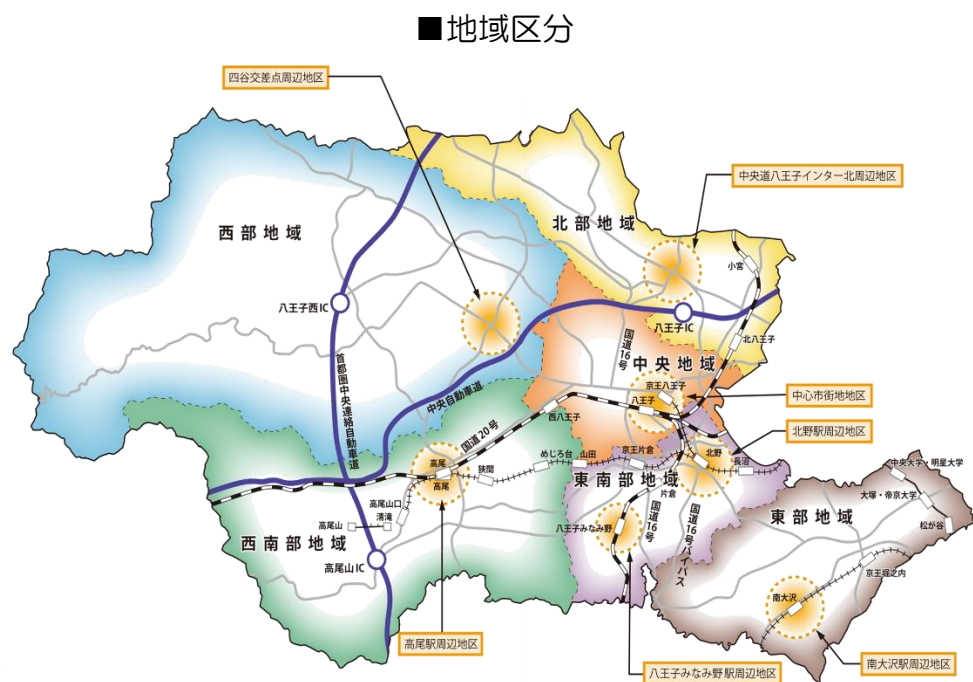 ■地域区分
四谷交差点周辺地区
中央道八王子インター北周辺地区
北部地域
西部地域
小宮
八王子西IC
八王子IC
国道16号
北八王子
首都圏中央連絡自動車道
中央自動車道
中央地域
京王八王子
八王子
中心市街地地区
西八王子
国道20号
北野駅周辺地区
北野
長沼
めじろ台
山田
京王片倉
高尾
高尾
狭間
東南部地域
片倉
中央大学・明星大学
大塚・帝京大学
松が谷
東部地域
高尾山口
清滝
高尾山
八王子みなみ野
国道16号
国道16号バイパス
西南部地域
高尾山IC
京王堀之内
南大沢
高尾駅周辺地区
八王子みなみ野駅周辺地区
南大沢駅周辺地区